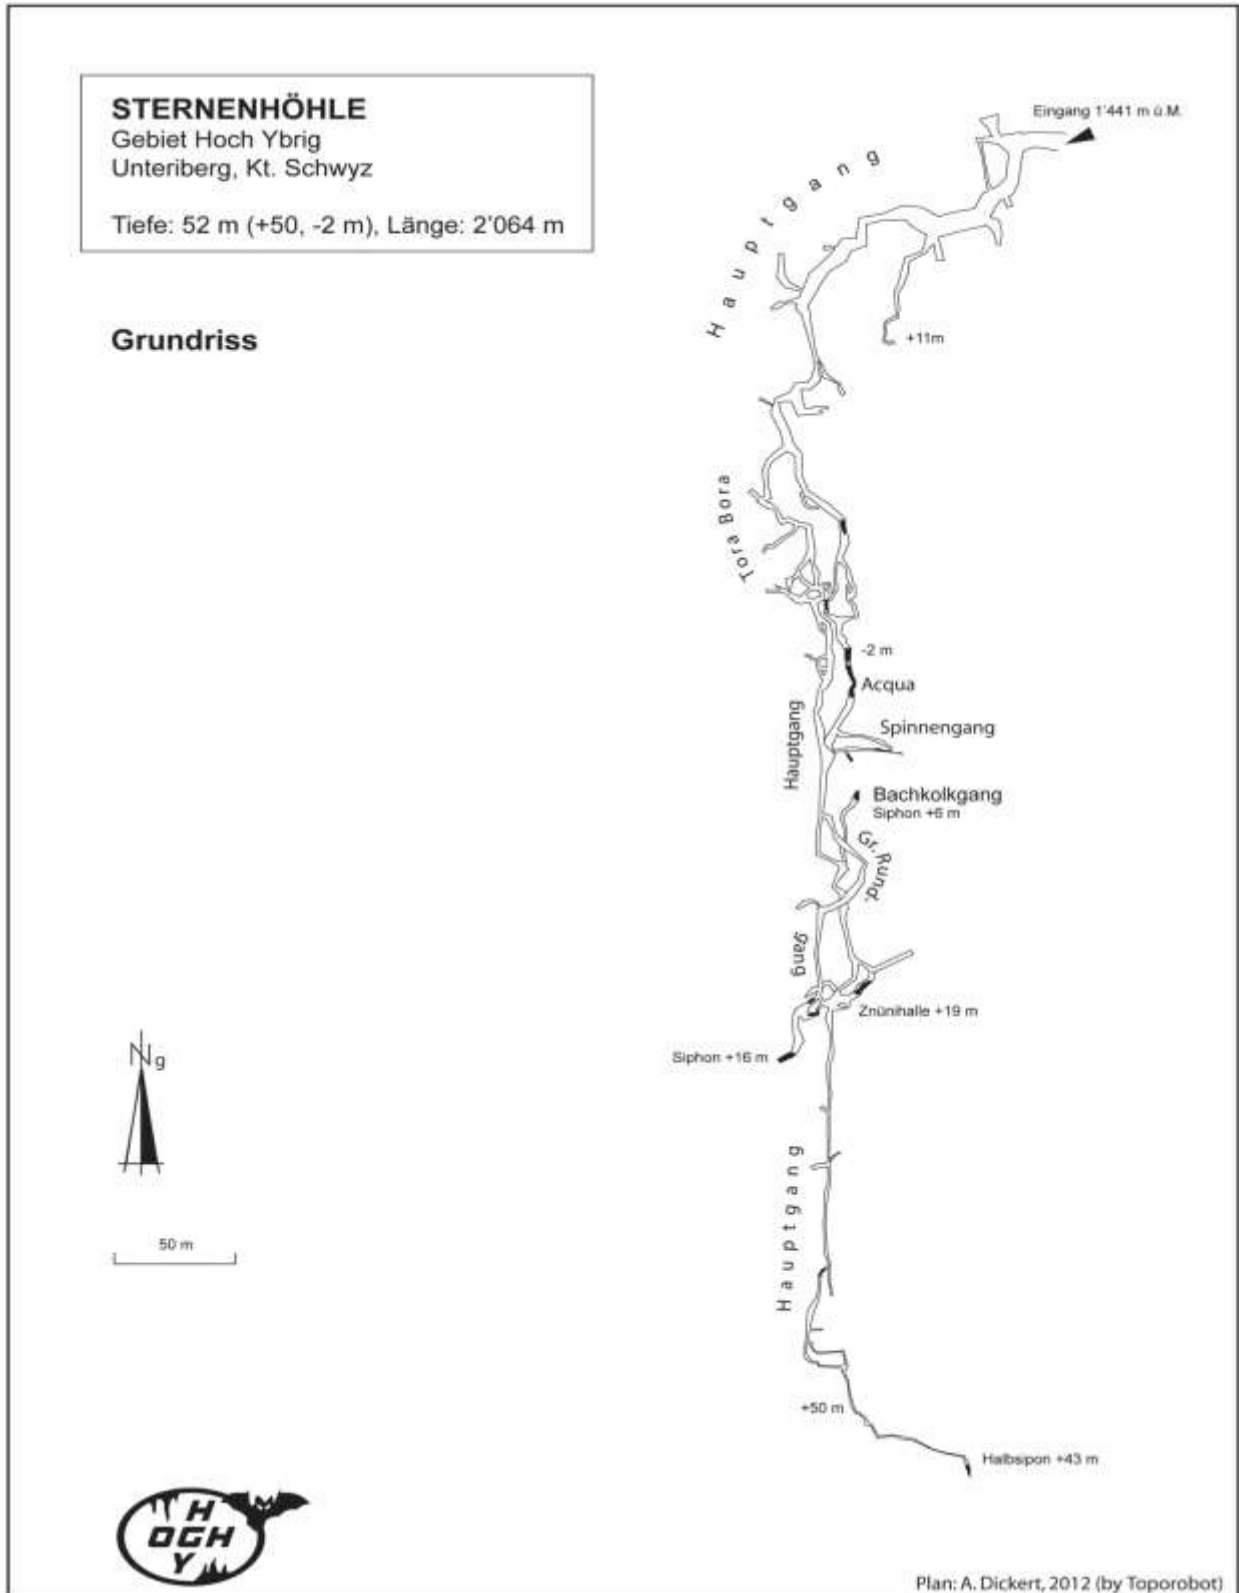 STERNENHÖHLE
Gebiet Hoch Ybrig
Unteriberg, Kt. Schwyz
Tiefe: 52 m (+50, -2 m), Länge: 2'064 m
Grundriss
Eingang 1'441 m ü.M.
Hauptgang
+11m
Tora Bora
-2 m
Acqua
Hauptgang
Spinnengang
Bachkolkgang
Siphon +6 m
Gr. Rund.
gang
Znünihalle +19 m
Siphon +16 m
Ng
Hauptgang
50 m
+50 m
Halbsipon +43 m
H
OGH
Y
Plan: A. Dickert, 2012 (by Toporobot)